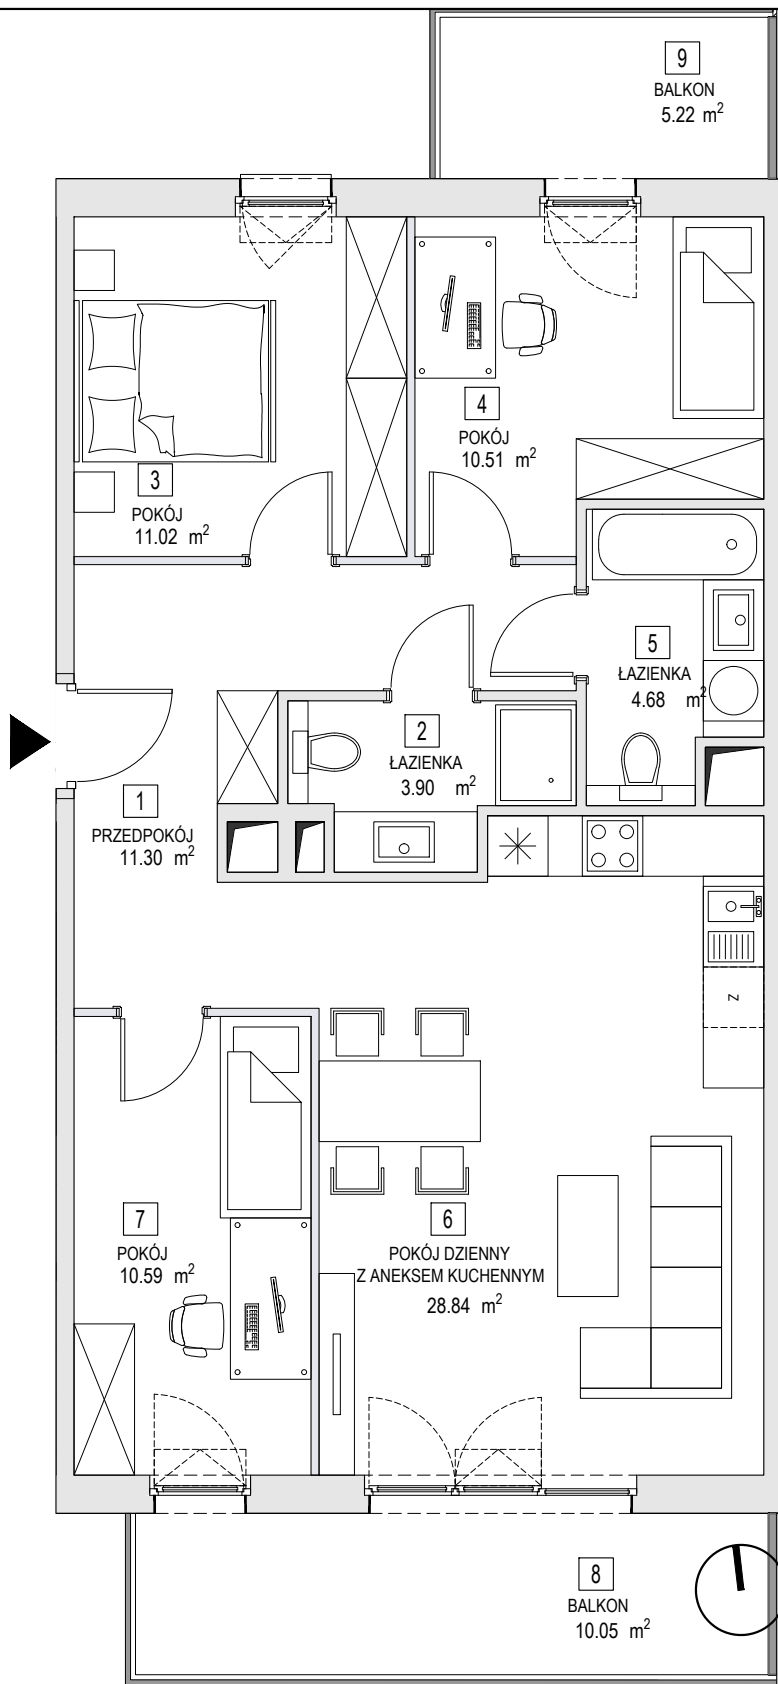 9
BALKON
5.22 m²
4
POKÓJ
10.51 m²
3
POKÓJ
11.02 m²
5
ŁAZIENKA
4.68 m²
2
ŁAZIENKA
3.90 m²
1
PRZEDPOKÓJ
11.30 m²
Z
7
POKÓJ
10.59 m²
6
POKÓJ DZIENNY
Z ANEKSEM KUCHENNYM
28.84 m²
8
BALKON
10.05 m²